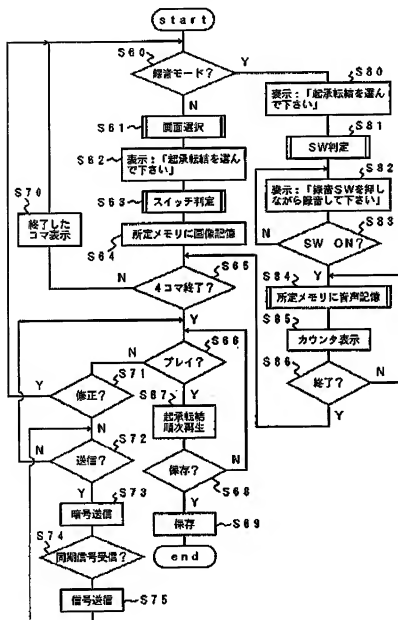 start
S60
録音モード？
Y
N
S61
画面選択
S62
表示：「起承転結を選ん
で下さい」
S63
スイッチ判定
S64
所定メモリに画像記憶
S65
4コマ終了？
N
Y
S70
終了した
コマ表示
S66
プレイ？
N
Y
S67
起承転結
順次再生
S68
保存？
N
Y
S69
保存
end
S71
修正？
Y
N
S72
送信？
N
Y
S73
暗号送信
S74
同期信号受信？
S75
信号送信
S80
表示：「起承転結を選ん
で下さい」
S81
SW判定
S82
表示：「録音SWを押し
ながら録音して下さい」
S83
SW ON？
N
Y
S84
所定メモリに音声記憶
S85
カウンタ表示
S86
終了？
N
Y